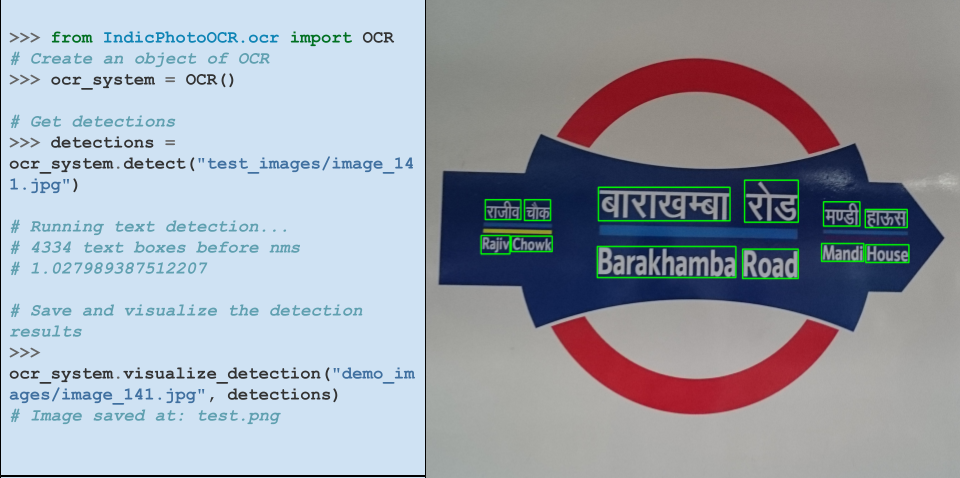 >>> from IndicPhotoOCR.ocr import OCR
# Create an object of OCR
>>> ocr_system = OCR()
# Get detections
>>> detections =
ocr_system.detect("test_images/image_14
1.jpg")
# Running text detection...
# 4334 text boxes before nms
# 1.027989387512207
# Save and visualize the detection
results
>>>
ocr_system.visualize_detection("demo_im
ages/image_141.jpg", detections)
# Image saved at: test.png
राजीव चौक
Rajiv Chowk
बाराखम्बा रोड
Barakhamba Road
मण्डी हाऊस
Mandi House